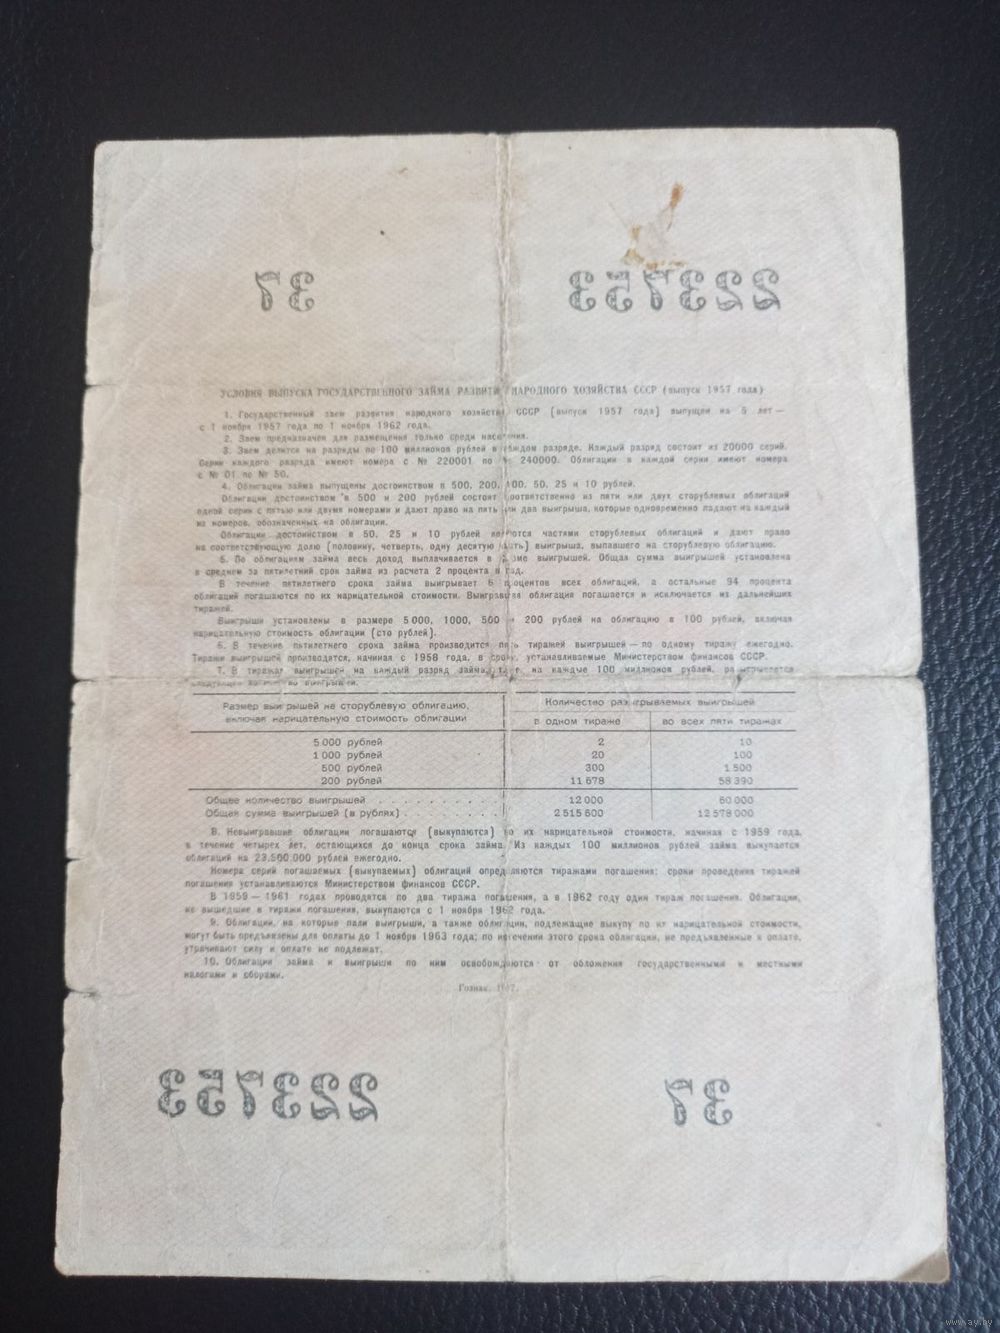 37 223753
УСЛОВИЯ ВЫПУСКА ГОСУДАРСТВЕННОГО ЗАЙМА РАЗВИТИЯ НАРОДНОГО ХОЗЯЙСТВА СССР (выпуск 1957 года)
1. Государственный заем развития народного хозяйства СССР (выпуск 1957 года) выпущен на 5 лет —
с 1 ноября 1957 года по 1 ноября 1962 года.
2. Заем предназначен для размещения только среди населения.
3. Заем делится на разряды по 100 миллионов рублей в каждом разряде. Каждый разряд состоит из 20000 серий.
Серии каждого разряда имеют номера с № 220001 по № 240000. Облигации в каждой серии имеют номера
с № 01 по № 50.
4. Облигации займа выпущены достоинством в 500, 200, 100, 50, 25 и 10 рублей.
Облигации достоинством в 500 и 200 рублей состоят соответственно из пяти или двух сторублевых облигаций
одной серии с пятью или двумя номерами и дают право на пять или два выигрыша, которые одновременно падают на каждый
из номеров, обозначенных на облигации.
Облигации достоинством в 50, 25 и 10 рублей являются частями сторублевых облигаций и дают право
на соответствующую долю (половину, четверть, одну десятую часть) выигрыша, выпавшего на сторублевую облигацию.
5. По облигациям займа весь доход выплачивается в форме выигрышей. Общая сумма выигрышей установлена
в среднем за пятилетний срок займа из расчета 2 процента в год.
В течение пятилетнего срока займа выигрывает 6 процентов всех облигаций, а остальные 94 процента
облигаций погашаются по их нарицательной стоимости. Выигравшая облигация погашается и исключается из дальнейших
тиражей.
Выигрыши установлены в размере 5 000, 1000, 500 и 200 рублей на облигацию в 100 рублей, включая
нарицательную стоимость облигации (сто рублей).
6. В течение пятилетнего срока займа производится пять тиражей выигрышей — по одному тиражу ежегодно.
Тиражи выигрышей производятся, начиная с 1958 года, в сроки, устанавливаемые Министерством финансов СССР.
7. В тиражах выигрышей на каждый разряд займа, т. е. на каждые 100 миллионов рублей, разыгрывается
следующее количество выигрышей.
Размер выигрышей на сторублевую облигацию, включая нарицательную стоимость облигации
Количество разыгрываемых выигрышей
в одном тираже во всех пяти тиражах
5 000 рублей 2 10
1 000 рублей 20 100
500 рублей 300 1 500
200 рублей 11 678 58 390
Общее количество выигрышей . . . . . . . . . . 12 000 60 000
Общая сумма выигрышей (в рублях) . . . . . . . . 2 515 600 12 578 000
8. Невыигравшие облигации погашаются (выкупаются) по их нарицательной стоимости, начиная с 1959 года,
в течение четырех лет, остающихся до конца срока займа. Из каждых 100 миллионов рублей займа выкупается
облигаций на 23.500.000 рублей ежегодно.
Номера серий погашаемых (выкупаемых) облигаций определяются тиражами погашения; сроки проведения тиражей
погашения устанавливаются Министерством финансов СССР.
В 1959 — 1961 годах проводятся по два тиража погашения, а в 1962 году один тираж погашения. Облигации,
не вышедшие в тиражи погашения, выкупаются с 1 ноября 1962 года.
9. Облигации, на которые пали выигрыши, а также облигации, подлежащие выкупу по их нарицательной стоимости,
могут быть предъявлены для оплаты до 1 ноября 1963 года; по истечении этого срока облигации, не предъявленные к оплате,
утрачивают силу и оплате не подлежат.
10. Облигации займа и выигрыши по ним освобождаются от обложения государственными и местными
налогами и сборами.
Гознак. 1957.
223753 37
www.ay.by